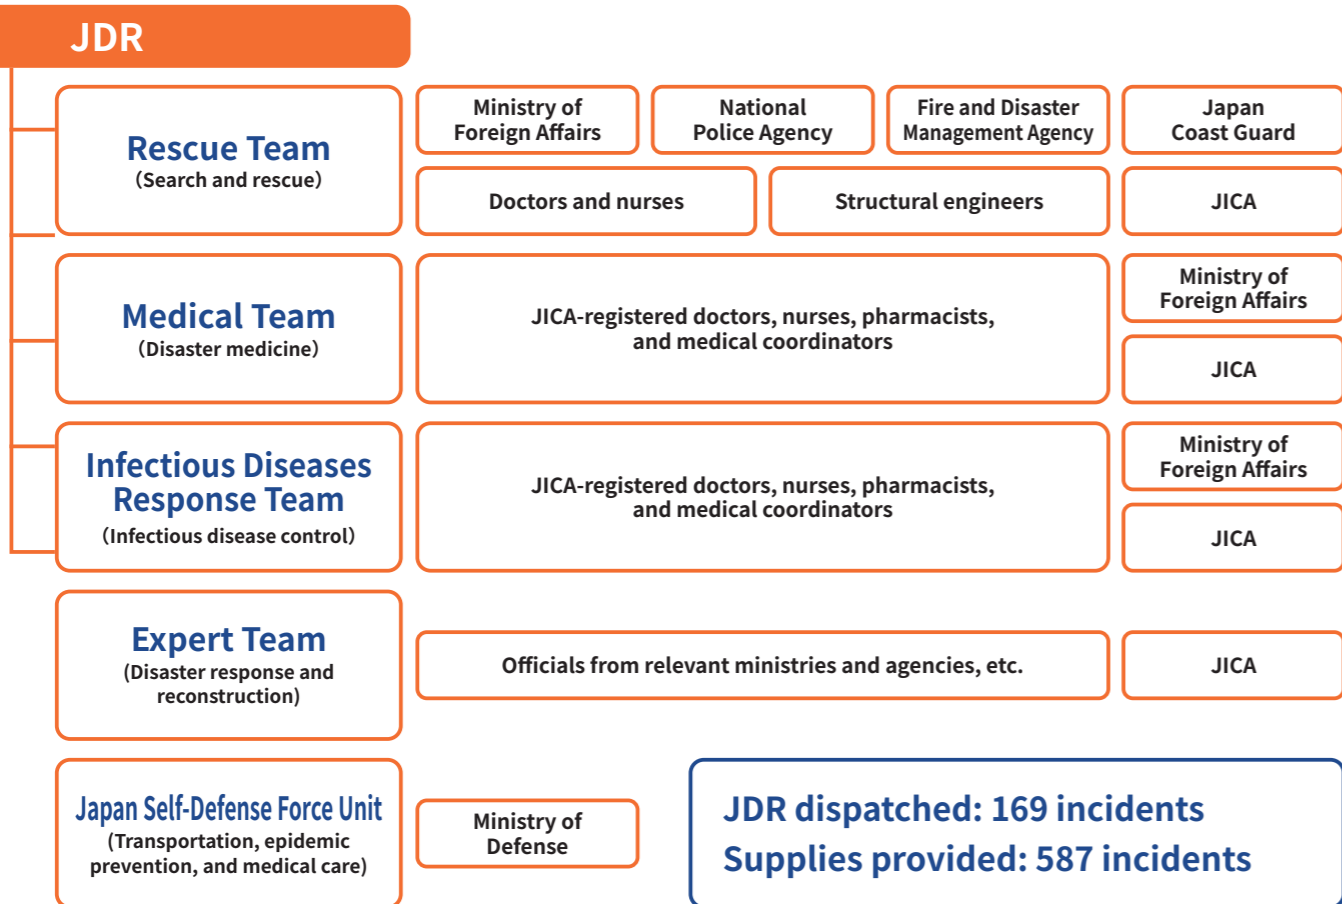 JDR
Rescue Team
(Search and rescue)
Ministry of
Foreign Affairs
National
Police Agency
Fire and Disaster
Management Agency
Japan
Coast Guard
Doctors and nurses
Structural engineers
JICA
Medical Team
(Disaster medicine)
JICA-registered doctors, nurses, pharmacists,
and medical coordinators
Ministry of
Foreign Affairs
JICA
Infectious Diseases
Response Team
(Infectious disease control)
JICA-registered doctors, nurses, pharmacists,
and medical coordinators
Ministry of
Foreign Affairs
JICA
Expert Team
(Disaster response and
reconstruction)
Officials from relevant ministries and agencies, etc.
JICA
Japan Self-Defense Force Unit
(Transportation, epidemic
prevention, and medical care)
Ministry of
Defense
JDR dispatched: 169 incidents
Supplies provided: 587 incidents